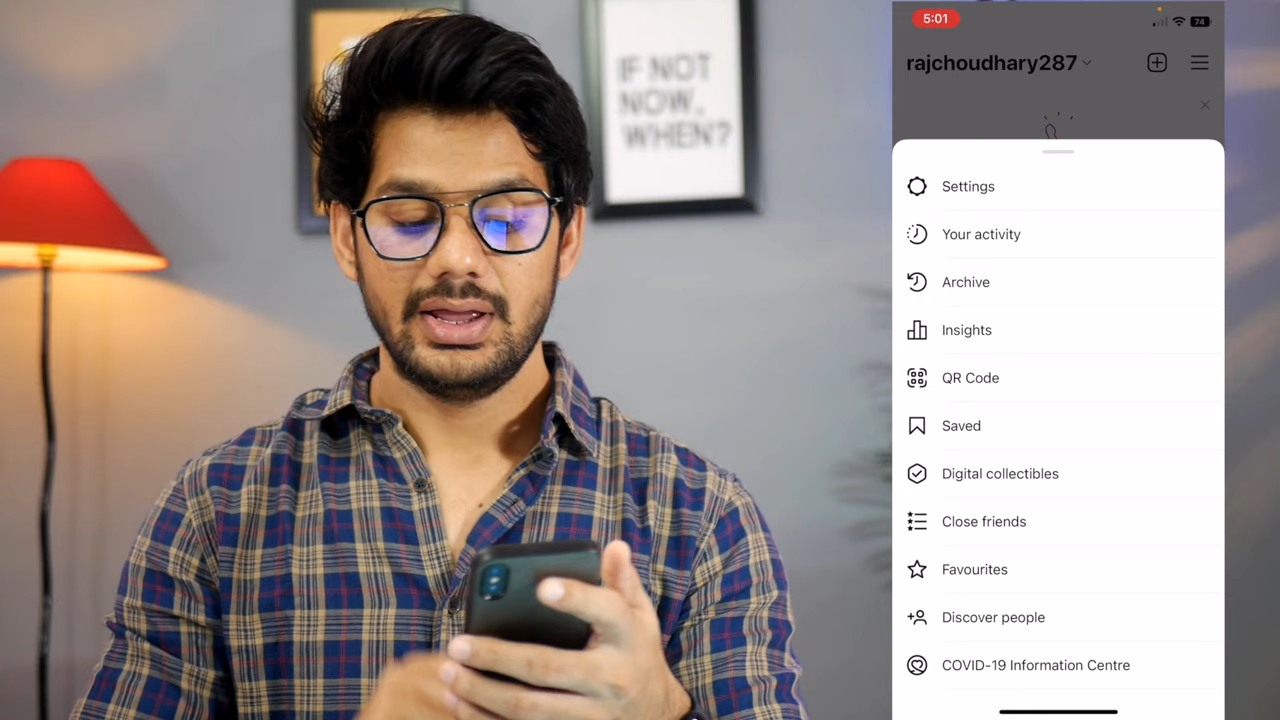 IF NOT
NOW,
WHEN?
5:01
74
rajchoudhary287
Settings
Your activity
Archive
Insights
QR Code
Saved
Digital collectibles
Close friends
Favourites
Discover people
COVID-19 Information Centre